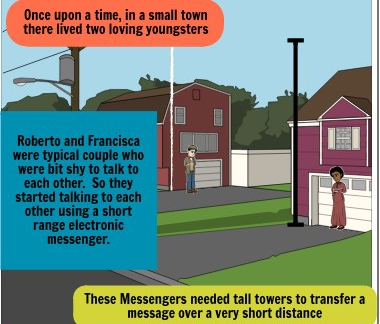 Once upon a time, in a small town
there lived two loving youngsters
Roberto and Francisca
were typical couple who
were bit shy to talk to
each other. So they
started talking to each
other using a short
range electronic
messenger.
These Messengers needed tall towers to transfer a
message over a very short distance